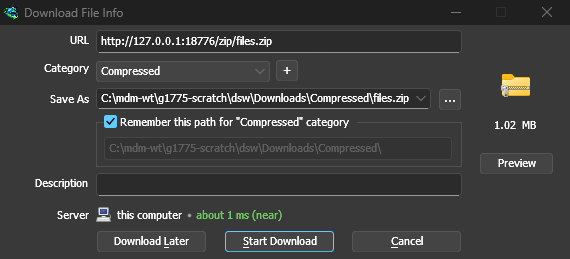 Download File Info
URL
http://127.0.0.1:18776/zip/files.zip
Category
Compressed
+
Save As
C:\mdm-wt\g1775-scratch\dsw\Downloads\Compressed\files.zip
...
Remember this path for "Compressed" category
C:\mdm-wt\g1775-scratch\dsw\Downloads\Compressed\
1.02 MB
Preview
Description
Server
this computer • about 1 ms (near)
Download Later
Start Download
Cancel